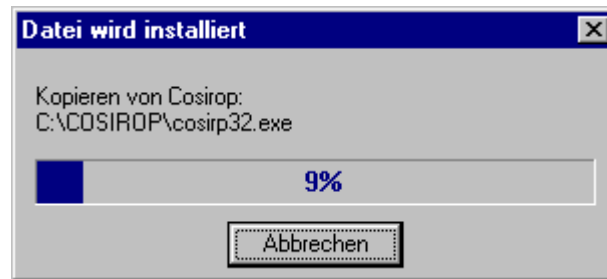 Datei wird installiert
Kopieren von Cosirop:
C:\COSIROP\cosirp32.exe
9%
Abbrechen